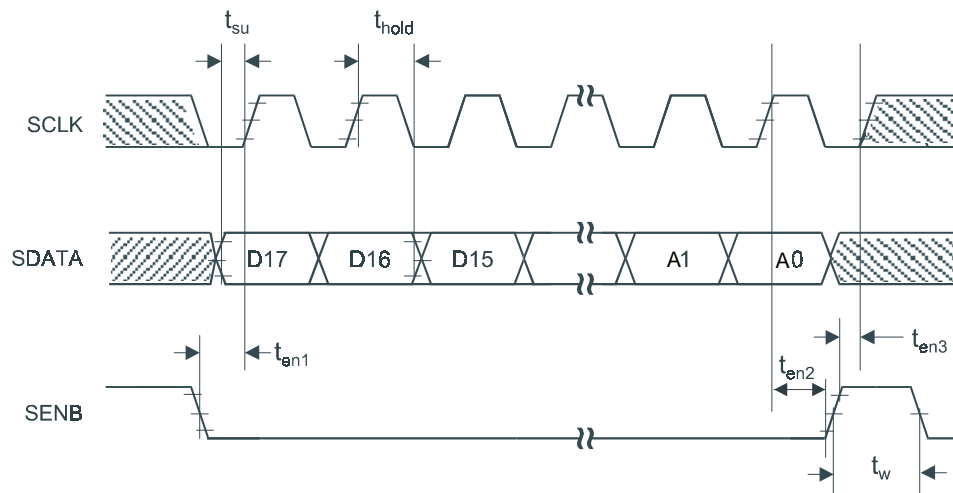 tsu
thold
SCLK
SDATA
D17
D16
D15
A1
A0
ten1
ten2
ten3
SENB
tw